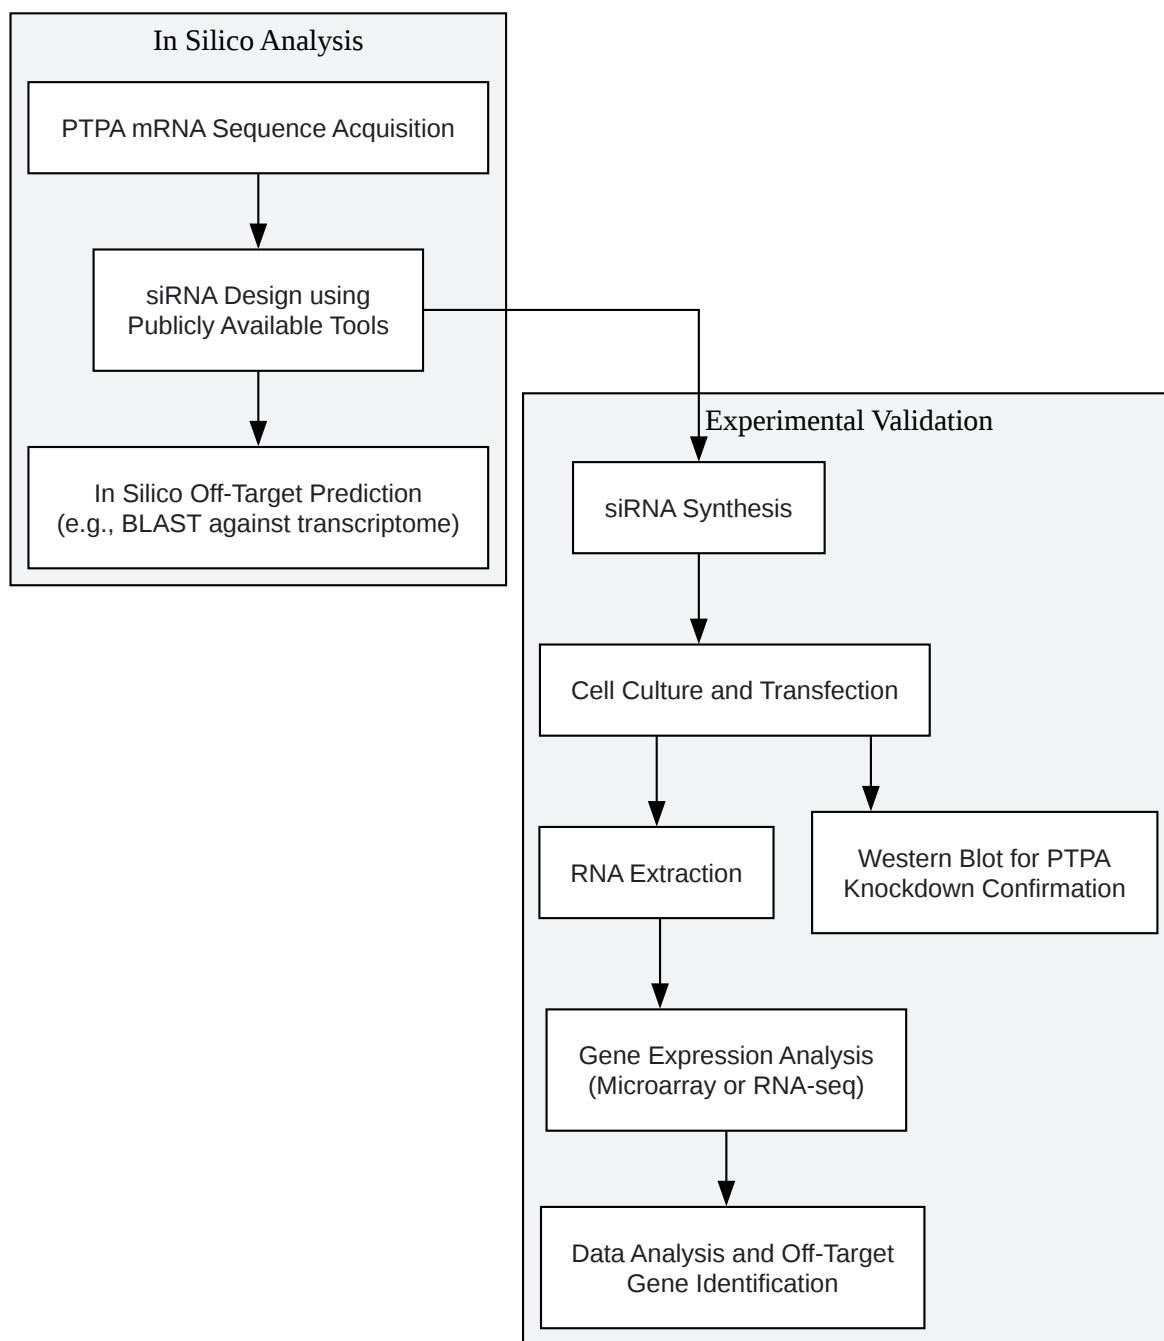 In Silico Analysis
PTPA mRNA Sequence Acquisition
siRNA Design using
Publicly Available Tools
In Silico Off-Target Prediction
(e.g., BLAST against transcriptome)
Experimental Validation
siRNA Synthesis
Cell Culture and Transfection
RNA Extraction
Western Blot for PTPA
Knockdown Confirmation
Gene Expression Analysis
(Microarray or RNA-seq)
Data Analysis and Off-Target
Gene Identification